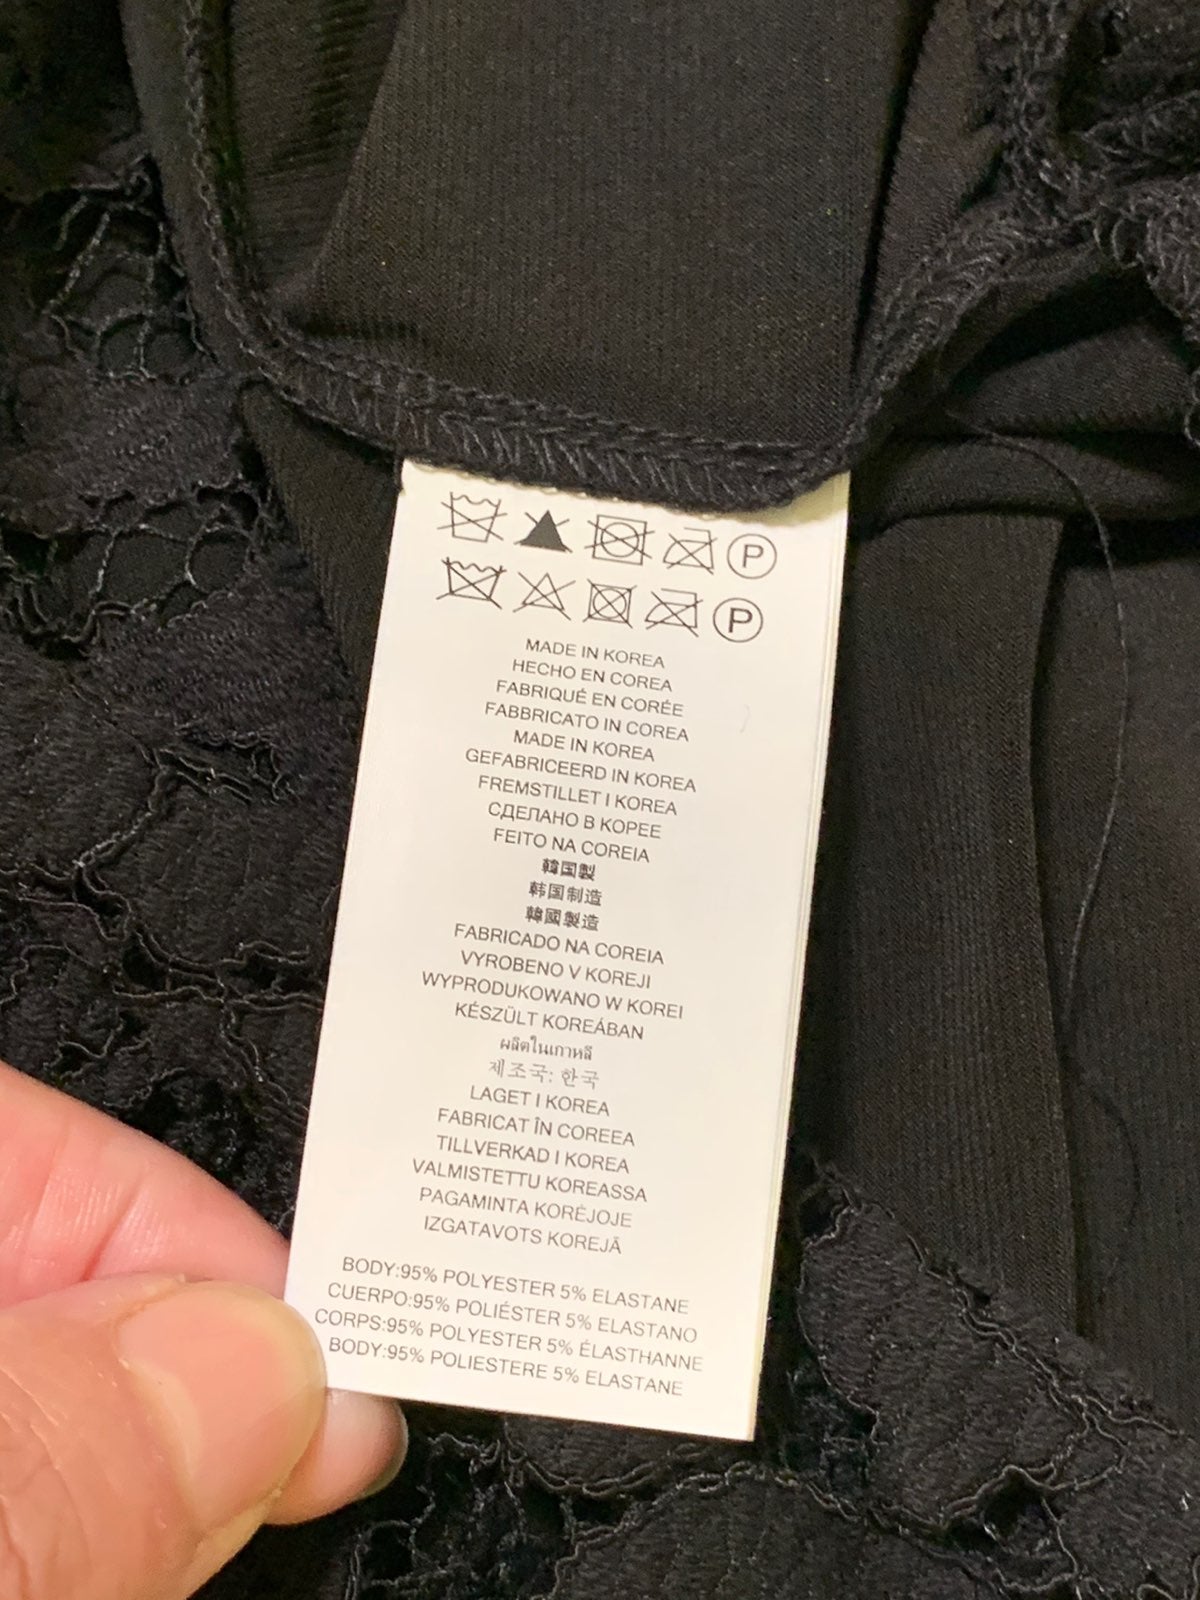 P
P
MADE IN KOREA
HECHO EN COREA
FABRIQUÉ EN CORÉE
FABBRICATO IN COREA
MADE IN KOREA
GEFABRICEERD IN KOREA
FREMSTILLET I KOREA
СДЕЛАНО В КОРЕЕ
FEITO NA COREIA
韓国製
韩国制造
韓國製造
FABRICADO NA COREIA
VYROBENO V KOREJI
WYPRODUKOWANO W KOREI
KÉSZÜLT KOREÁBAN
ผลิตในเกาหลี
제조국: 한국
LAGET I KOREA
FABRICAT ÎN COREEA
TILLVERKAD I KOREA
VALMISTETTU KOREASSA
PAGAMINTA KORĖJOJE
IZGATAVOTS KOREJĀ
BODY:95% POLYESTER 5% ELASTANE
CUERPO:95% POLIÉSTER 5% ELASTANO
CORPS:95% POLYESTER 5% ÉLASTHANNE
BODY:95% POLIESTERE 5% ELASTANE